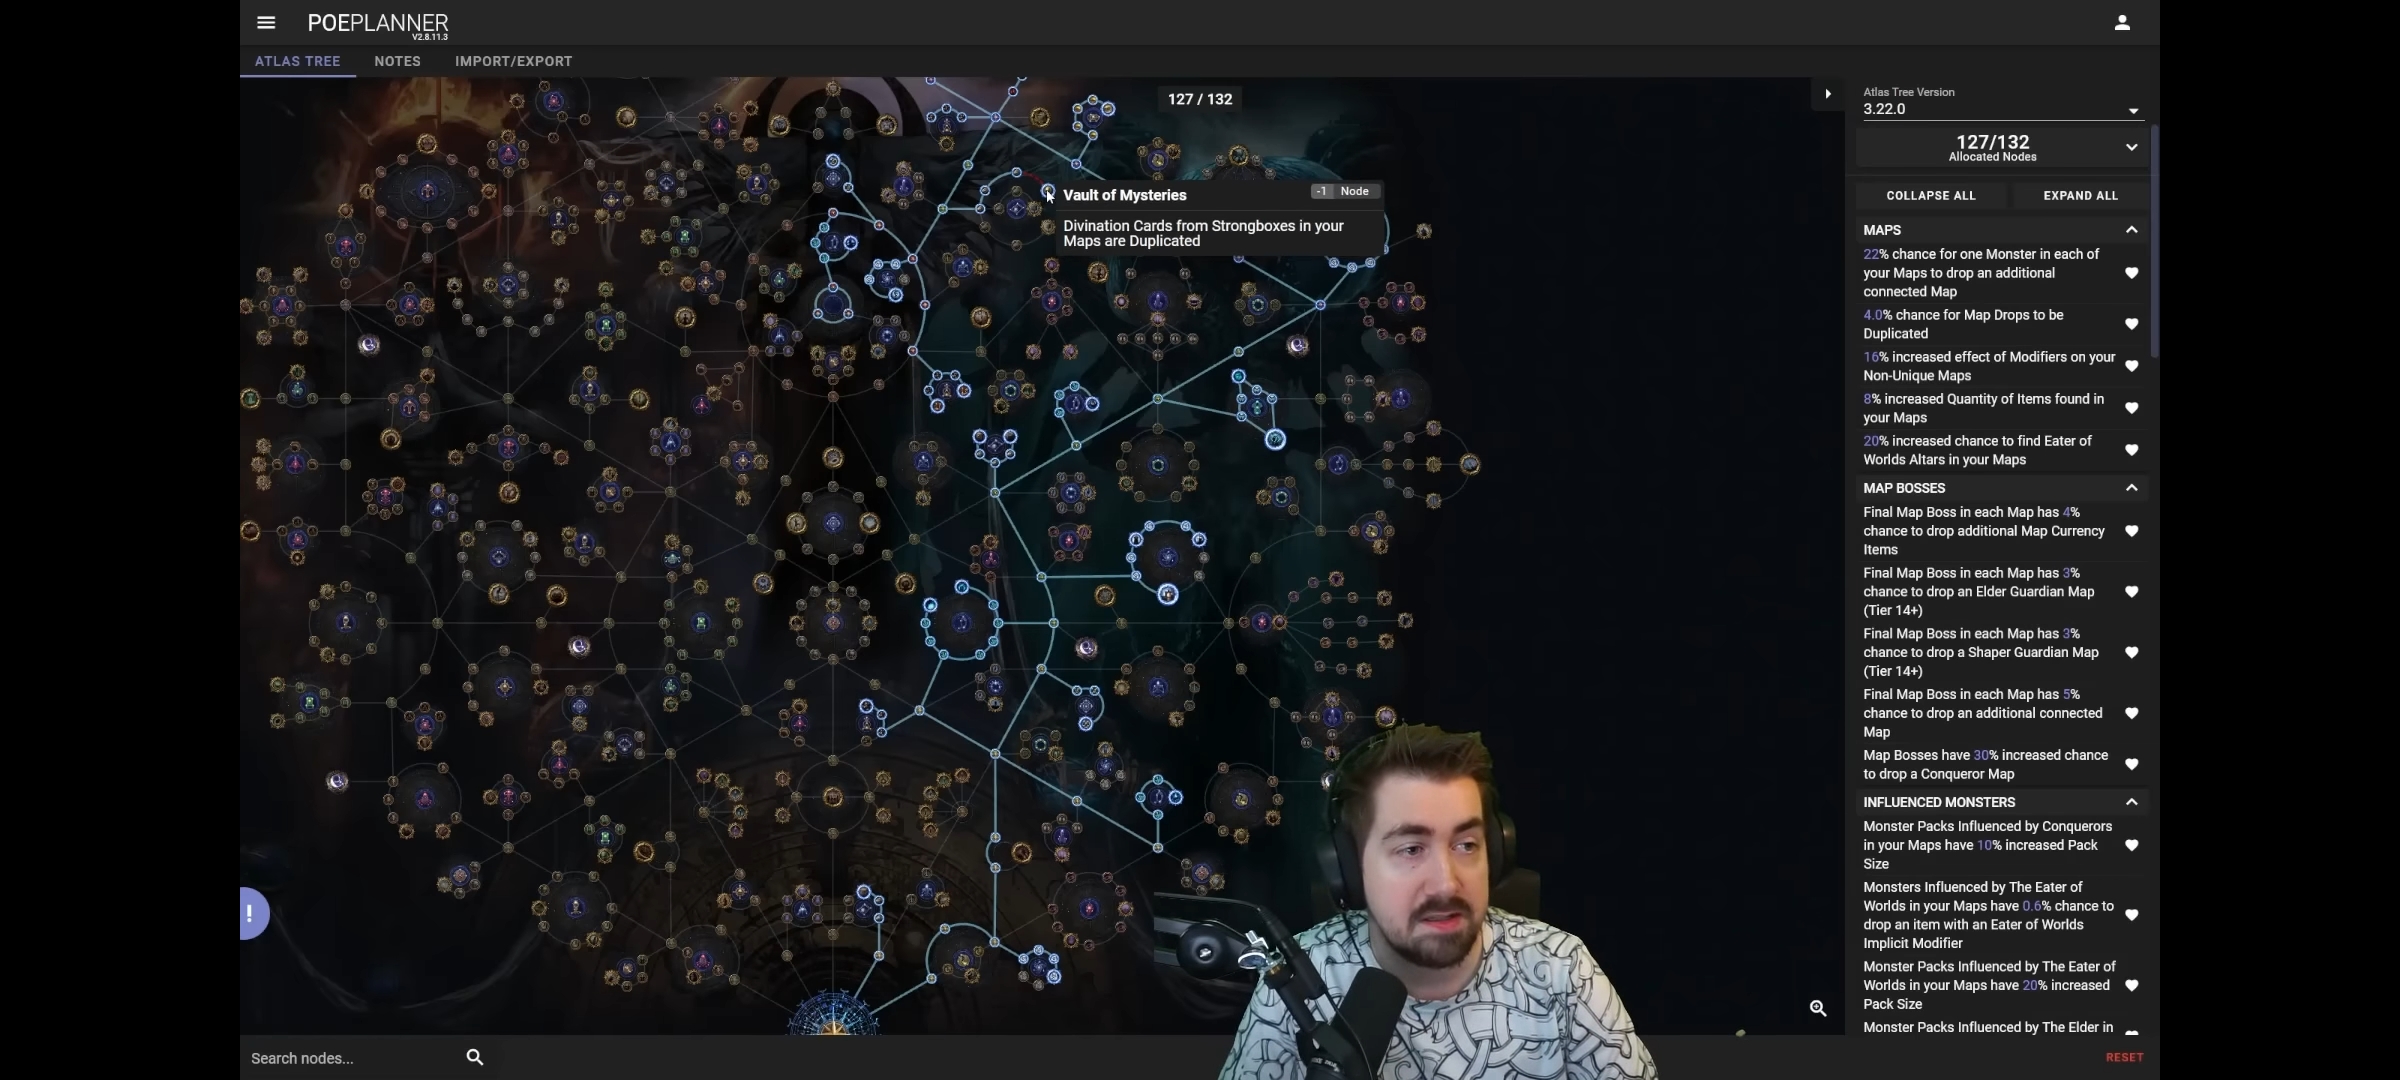 POEPLANNER
V2.8.11.3
ATLAS TREE
NOTES
IMPORT/EXPORT
127 / 132
Vault of Mysteries
-1 Node
Divination Cards from Strongboxes in your
Maps are Duplicated
!
Search nodes...
Atlas Tree Version
3.22.0
127/132
Allocated Nodes
COLLAPSE ALL
EXPAND ALL
MAPS
22% chance for one Monster in each of
your Maps to drop an additional
connected Map
4.0% chance for Map Drops to be
Duplicated
16% increased effect of Modifiers on your
Non-Unique Maps
8% increased Quantity of Items found in
your Maps
20% increased chance to find Eater of
Worlds Altars in your Maps
MAP BOSSES
Final Map Boss in each Map has 4%
chance to drop additional Map Currency
Items
Final Map Boss in each Map has 3%
chance to drop an Elder Guardian Map
(Tier 14+)
Final Map Boss in each Map has 3%
chance to drop a Shaper Guardian Map
(Tier 14+)
Final Map Boss in each Map has 5%
chance to drop an additional connected
Map
Map Bosses have 30% increased chance
to drop a Conqueror Map
INFLUENCED MONSTERS
Monster Packs Influenced by Conquerors
in your Maps have 10% increased Pack
Size
Monsters Influenced by The Eater of
Worlds in your Maps have 0.6% chance to
drop an item with an Eater of Worlds
Implicit Modifier
Monster Packs Influenced by The Eater of
Worlds in your Maps have 20% increased
Pack Size
Monster Packs Influenced by The Elder in
RESET